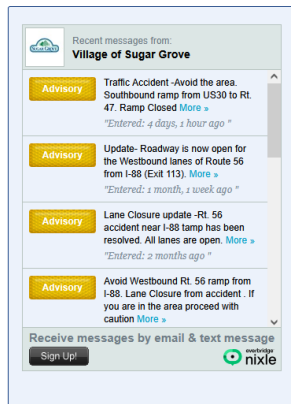 SUGAR GROVE
Recent messages from:
Village of Sugar Grove
Advisory
Traffic Accident -Avoid the area.
Southbound ramp from US30 to Rt.
47. Ramp Closed More »
"Entered: 4 days, 1 hour ago "
Advisory
Update- Roadway is now open for
the Westbound lanes of Route 56
from I-88 (Exit 113). More »
"Entered: 1 month, 1 week ago "
Advisory
Lane Closure update -Rt. 56
accident near I-88 tamp has been
resolved. All lanes are open. More »
"Entered: 2 months ago "
Advisory
Avoid Westbound Rt. 56 ramp from
I-88. Lane Closure from accident . If
you are in the area proceed with
caution More »
Receive messages by email & text message
Sign Up!
everbridge
nixle